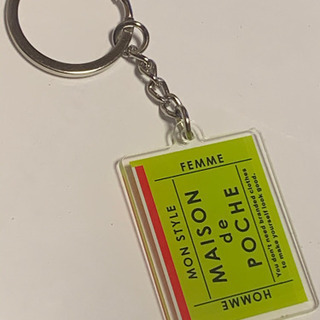 FEMME
MON STYLE
MAISON
de
POCHE
You don't need branded clothes
to make yourself look good.
HOMME